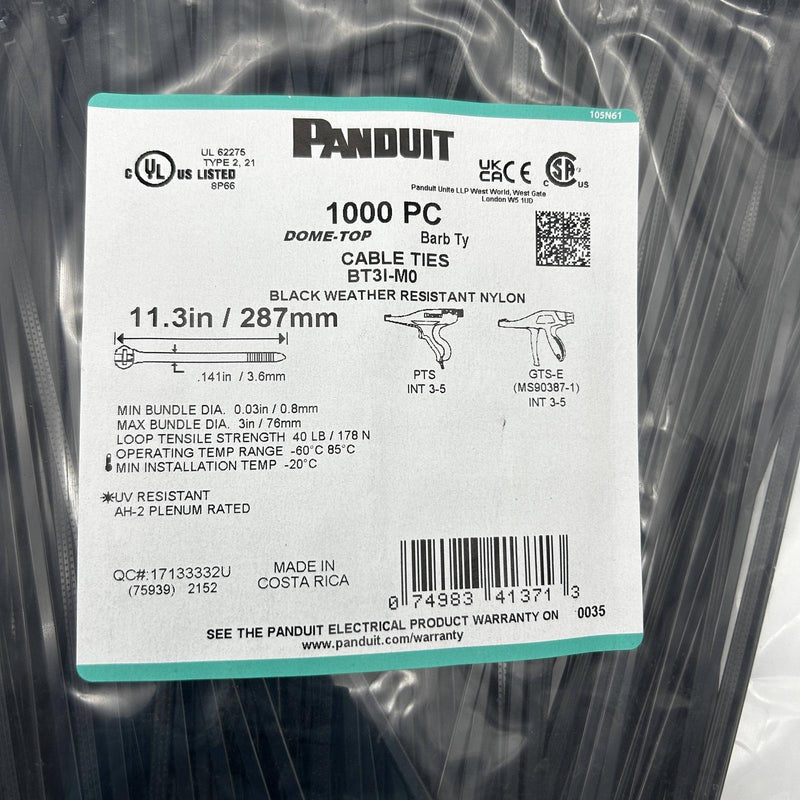 105N61
PANDUIT
UL 62275
TYPE 2, 21
C UL US LISTED
8P66
UK
CA CE
C SA US
Panduit Unite LLP West World, West Gate
London W5 1UD
1000 PC
DOME-TOP Barb Ty
CABLE TIES
BT3I-M0
BLACK WEATHER RESISTANT NYLON
11.3in / 287mm
.141in / 3.6mm
PTS
INT 3-5
GTS-E
(MS90387-1)
INT 3-5
MIN BUNDLE DIA. 0.03in / 0.8mm
MAX BUNDLE DIA. 3in / 76mm
LOOP TENSILE STRENGTH 40 LB / 178 N
OPERATING TEMP RANGE -60°C 85°C
MIN INSTALLATION TEMP -20°C
UV RESISTANT
AH-2 PLENUM RATED
QC#:17133332U
(75939) 2152
MADE IN
COSTA RICA
0 74983 41371 3
SEE THE PANDUIT ELECTRICAL PRODUCT WARRANTY ON 0035
www.panduit.com/warranty